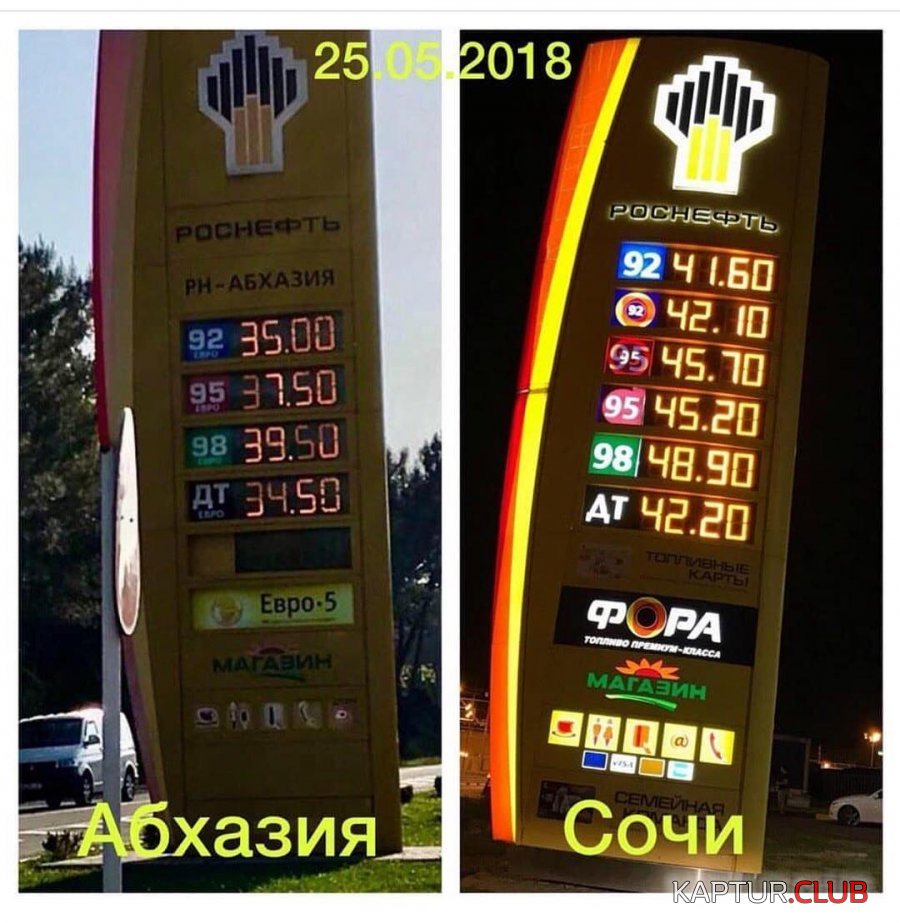 25.05.2018
РОСНЕФТЬ
РН-АБХАЗИЯ
92 ЕВРО 35.00
95 ЕВРО 37.50
98 ЕВРО 39.50
ДТ ЕВРО 34.50
Евро-5
МАГАЗИН
Абхазия
РОСНЕФТЬ
92 41.60
92 42.10
95 45.70
95 45.20
98 48.90
ДТ 42.20
ТОПЛИВНЫЕ
КАРТЫ
ФОРА
ТОПЛИВО ПРЕМИУМ-КЛАССА
МАГАЗИН
@
VISA
СЕМЕЙНАЯ
Сочи
KAPTUR.CLUB